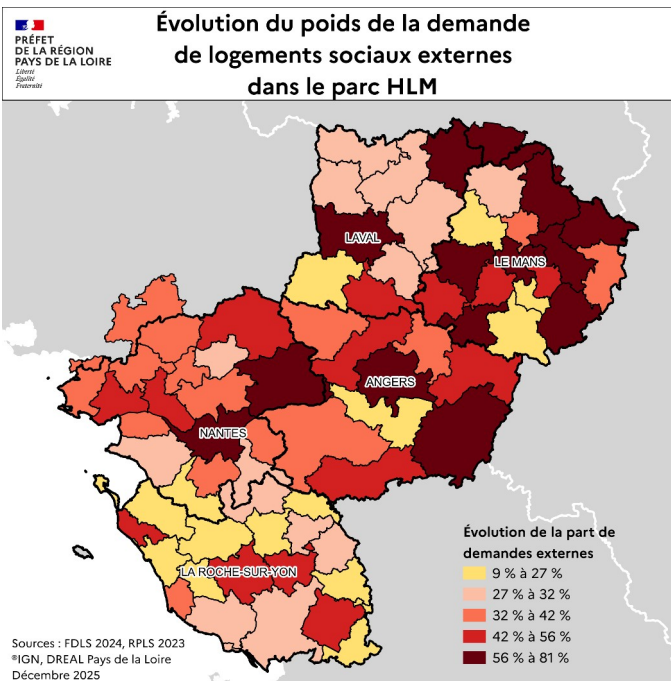 PRÉFET
DE LA RÉGION
PAYS DE LA LOIRE
Liberté
Égalité
Fraternité
Évolution du poids de la demande
de logements sociaux externes
dans le parc HLM
LAVAL
LE MANS
ANGERS
NANTES
LA ROCHE-SUR-YON
Évolution de la part de
demandes externes
9 % à 27 %
27 % à 32 %
32 % à 42 %
42 % à 56 %
56 % à 81 %
Sources : FDLS 2024, RPLS 2023
®IGN, DREAL Pays de la Loire
Décembre 2025